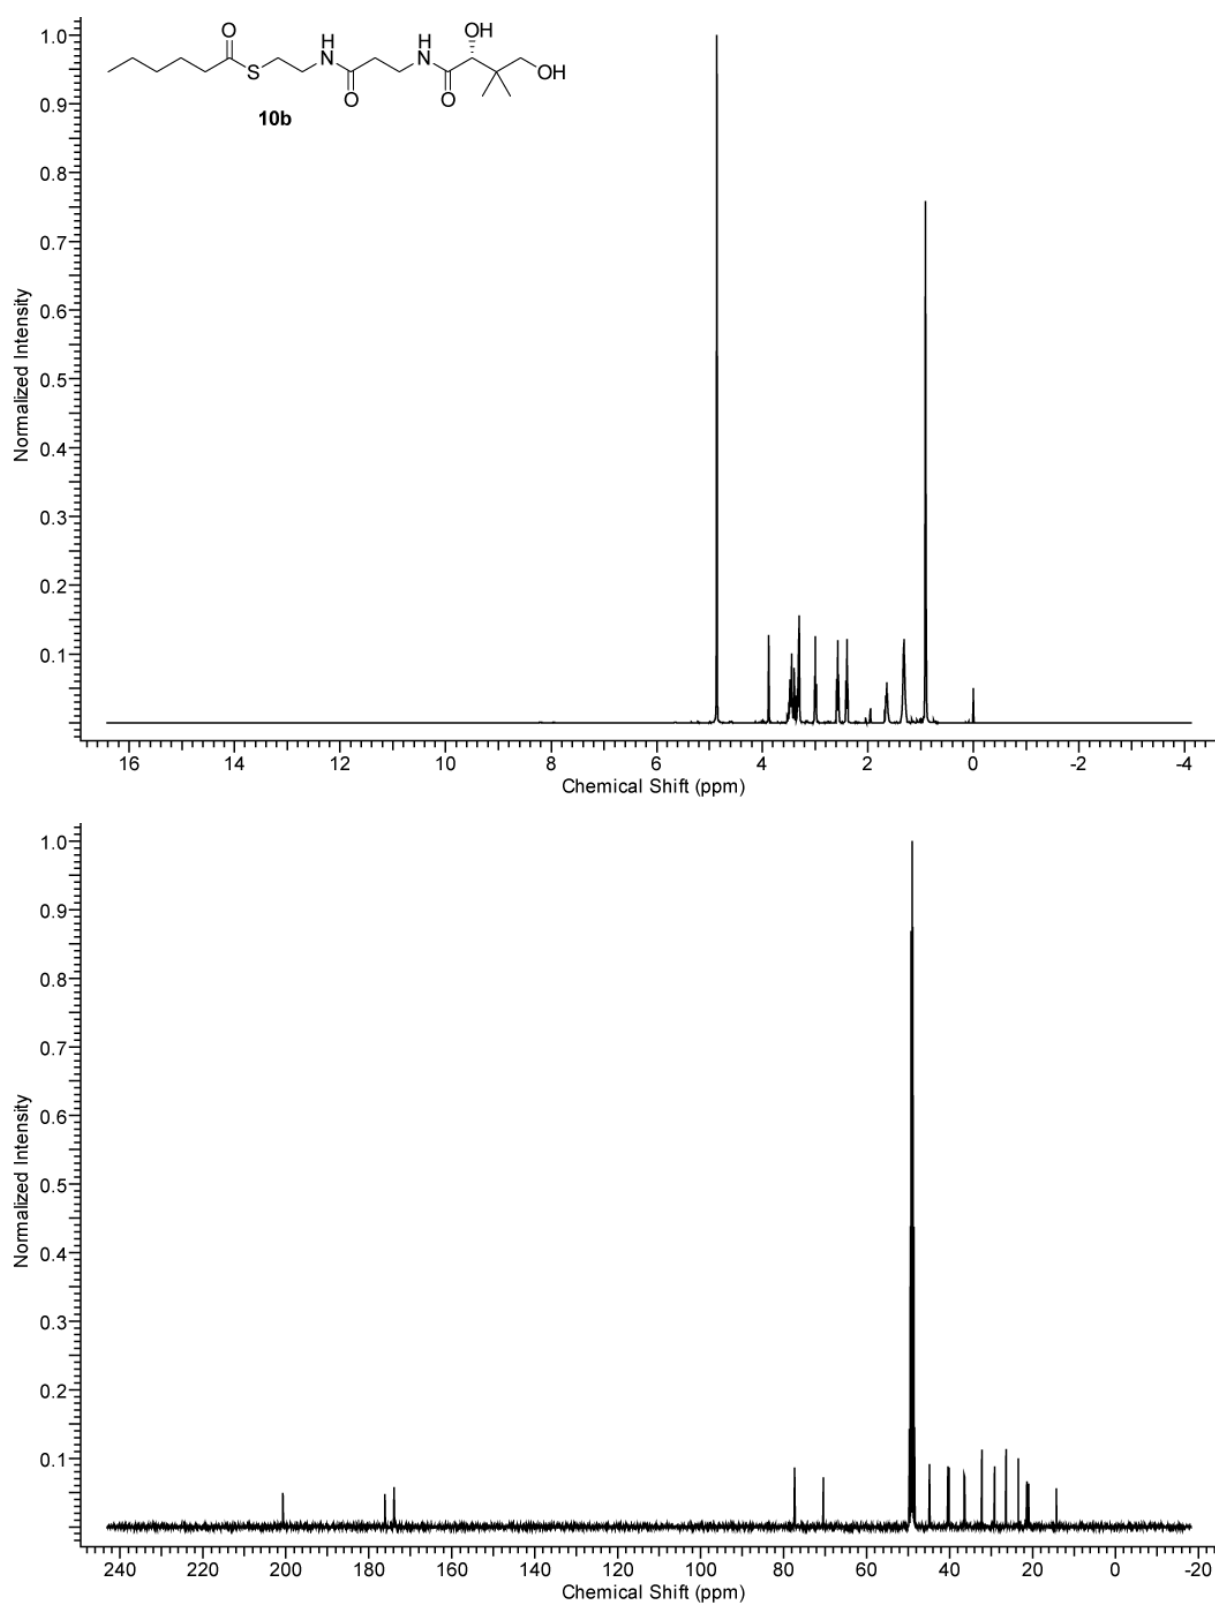 O
OH
H
N
H
N
S
O
O
OH
10b
1.0
0.9
0.8
0.7
0.6
0.5
0.4
0.3
0.2
0.1
Normalized Intensity
16 14 12 10 8 6 4 2 0 -2 -4
Chemical Shift (ppm)
1.0
0.9
0.8
0.7
0.6
0.5
0.4
0.3
0.2
0.1
Normalized Intensity
240 220 200 180 160 140 120 100 80 60 40 20 0 -20
Chemical Shift (ppm)